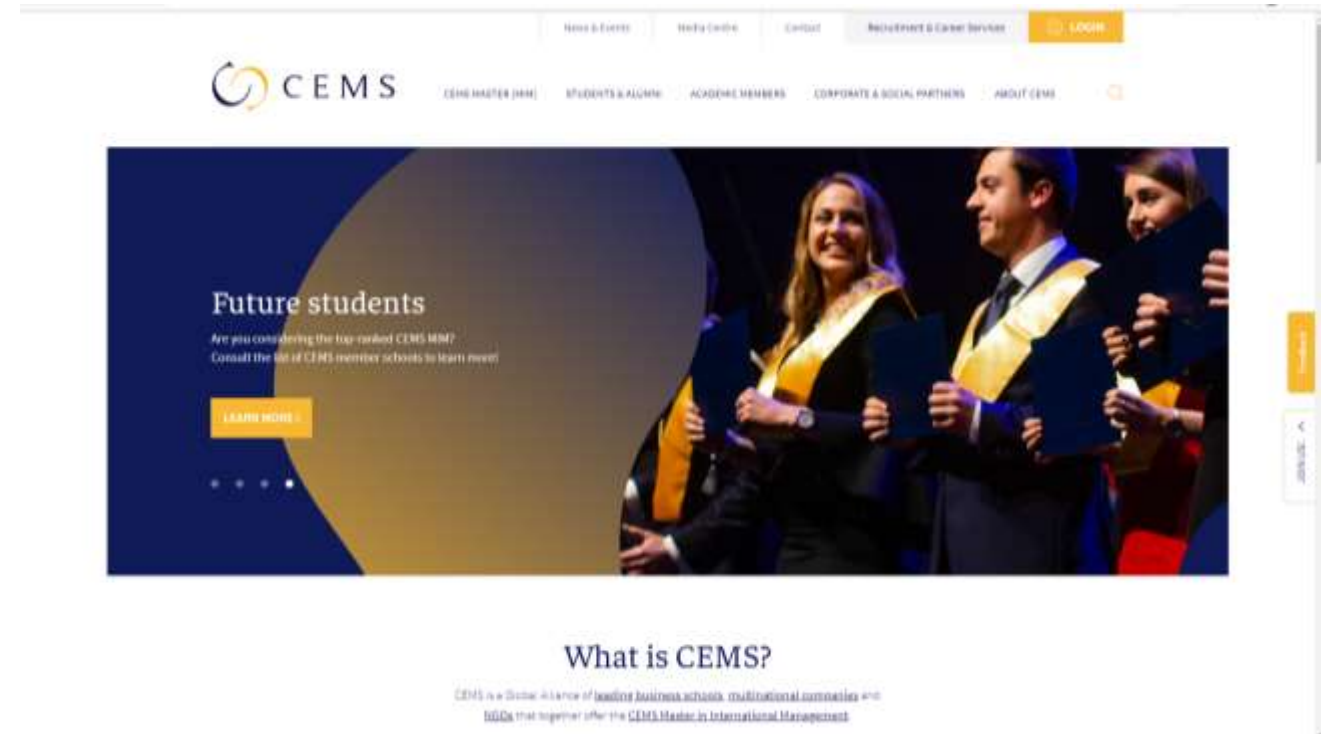 News & Events
Media Centre
Contact
Recruitment & Career Services
LOGIN
CEMS
CEMS MASTER (MIM)
STUDENTS & ALUMNI
ACADEMIC MEMBERS
CORPORATE & SOCIAL PARTNERS
ABOUT CEMS
Future students
Are you considering the top-ranked CEMS MIM?
Consult the list of CEMS member schools to learn more!
LEARN MORE
What is CEMS?
CEMS is a Global Alliance of leading business schools, multinational companies and
NGOs that together offer the CEMS Master in International Management.